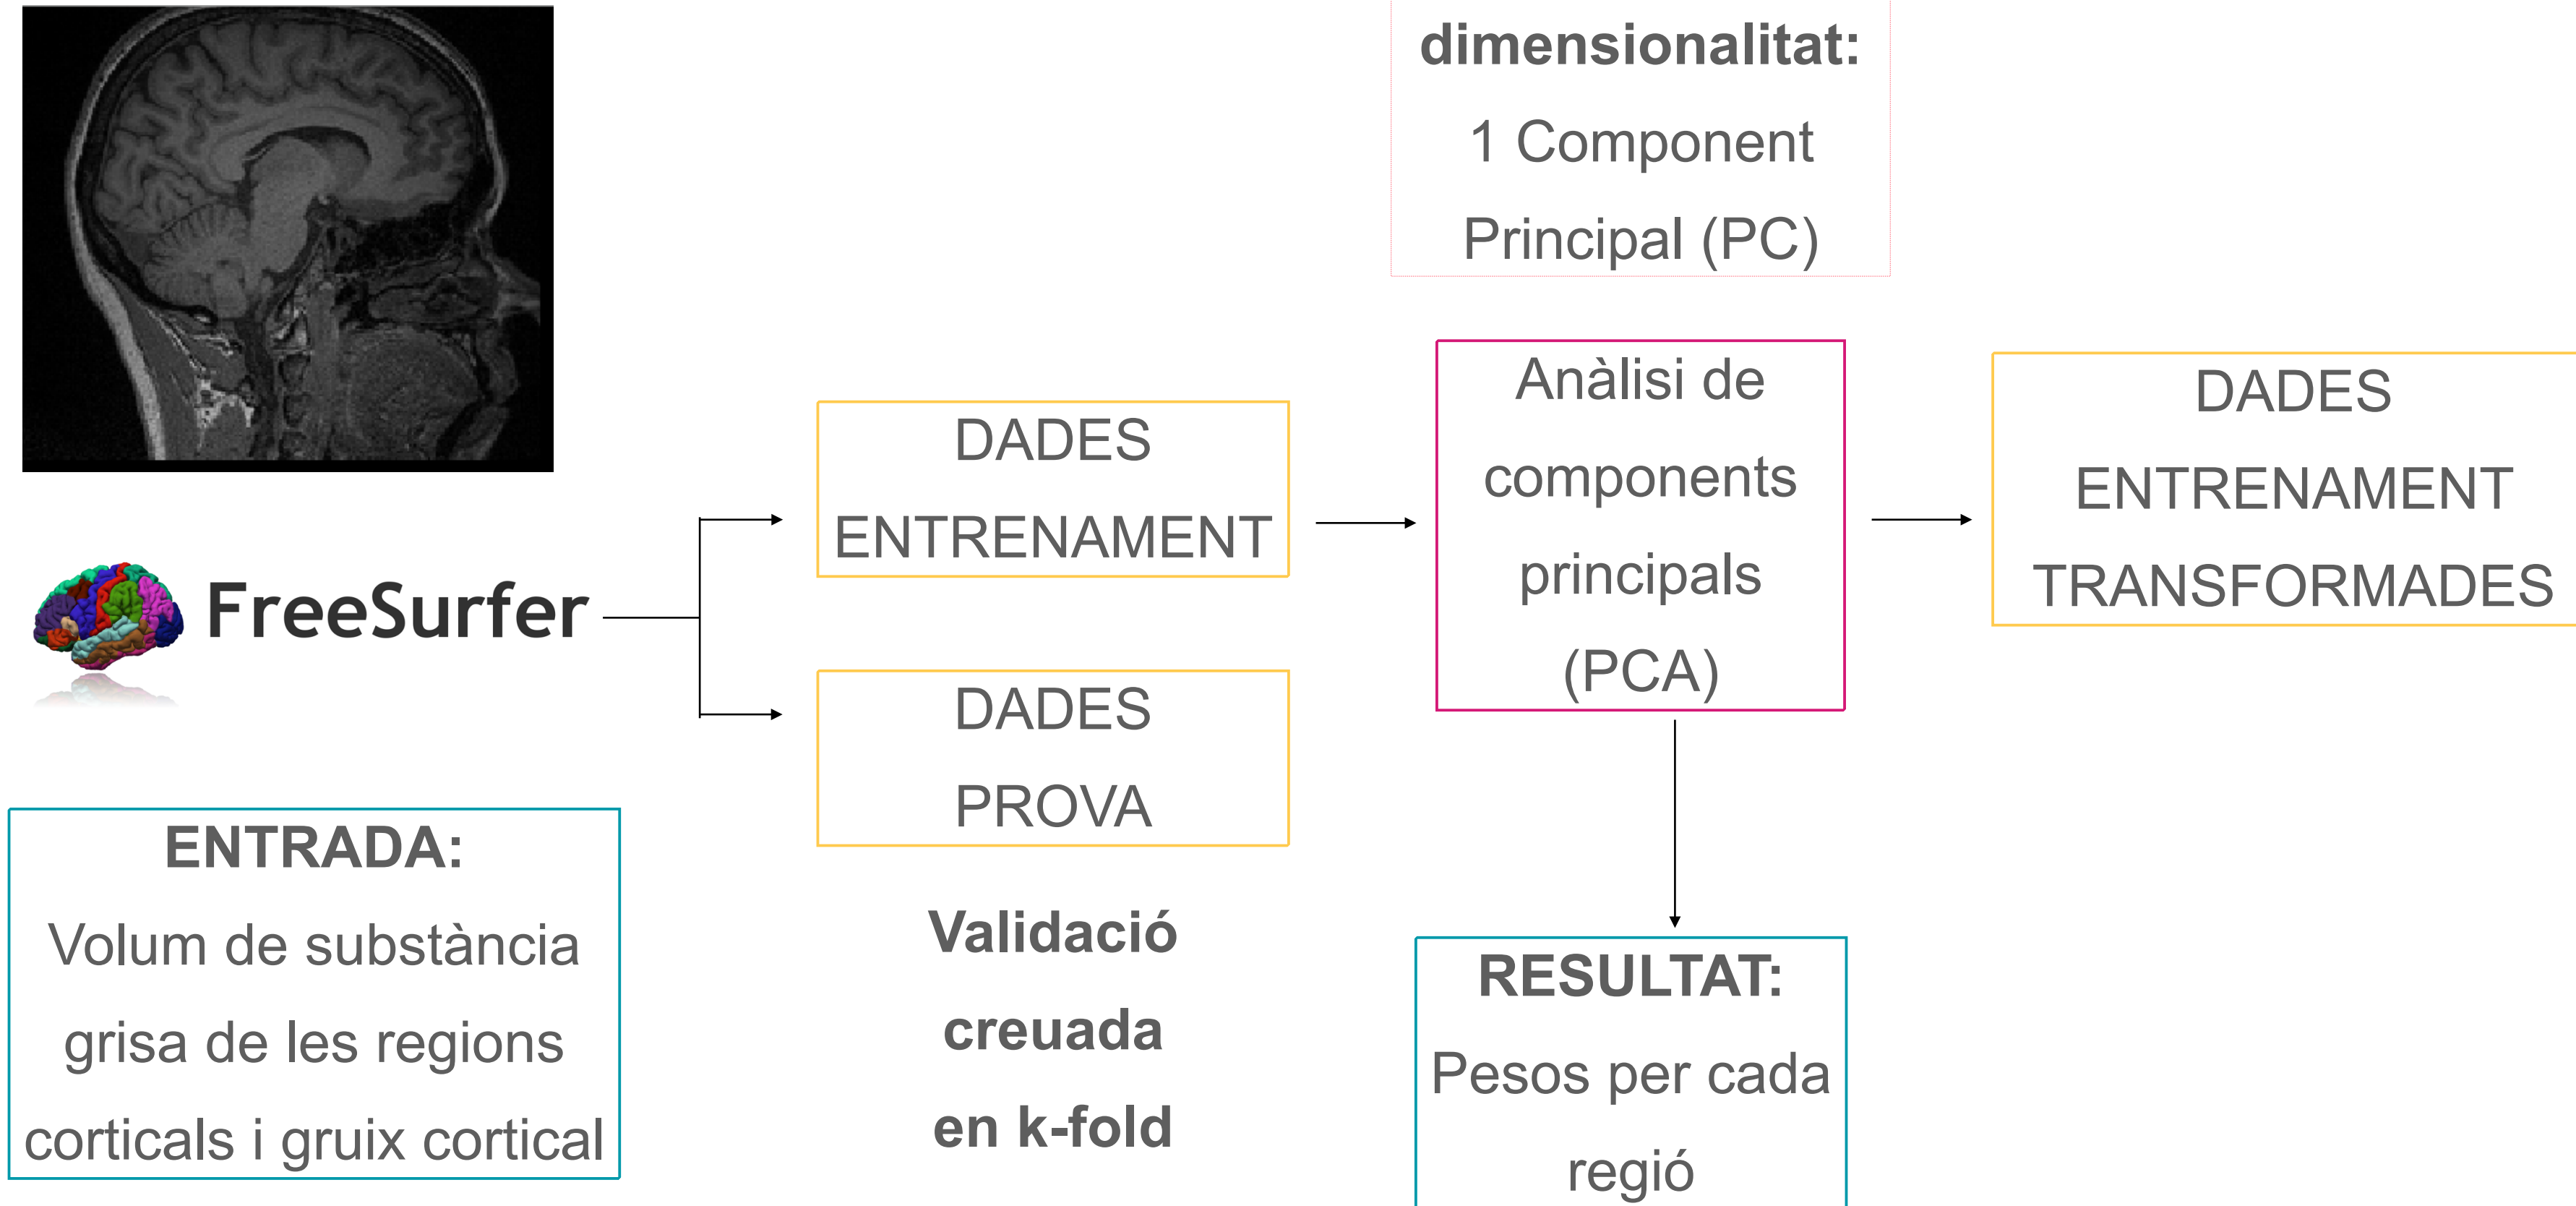 dimensionalitat:
1 Component
Principal (PC)
FreeSurfer
ENTRADA:
Volum de substància
grisa de les regions
corticals i gruix cortical
DADES
ENTRENAMENT
DADES
PROVA
Validació
creuada
en k-fold
Anàlisi de
components
principals
(PCA)
RESULTAT:
Pesos per cada
regió
DADES
ENTRENAMENT
TRANSFORMADES